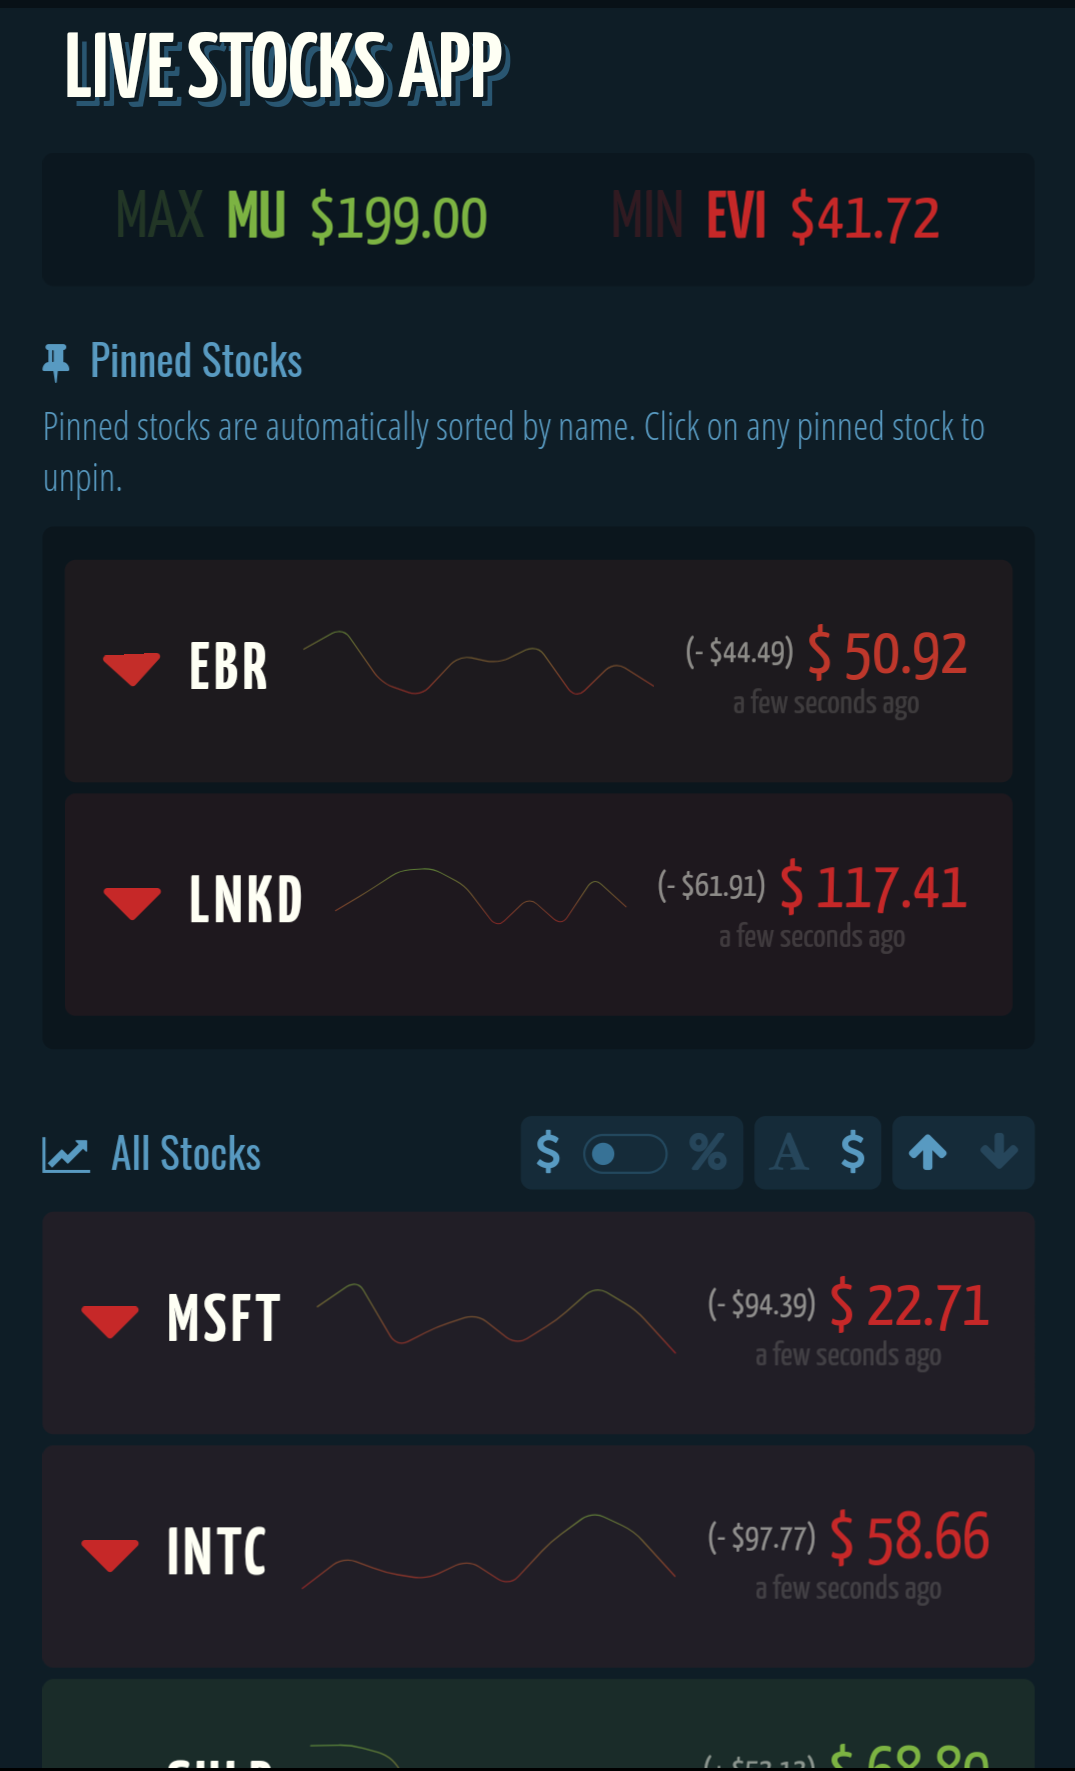 LIVE STOCKS APP
MAX MU $199.00 MIN EVI $41.72
Pinned Stocks
Pinned stocks are automatically sorted by name. Click on any pinned stock to
unpin.
EBR (- $44.49) $ 50.92
a few seconds ago
LNKD (- $61.91) $ 117.41
a few seconds ago
All Stocks $ % A $
MSFT (- $94.39) $ 22.71
a few seconds ago
INTC (- $97.77) $ 58.66
a few seconds ago
$ 68.89